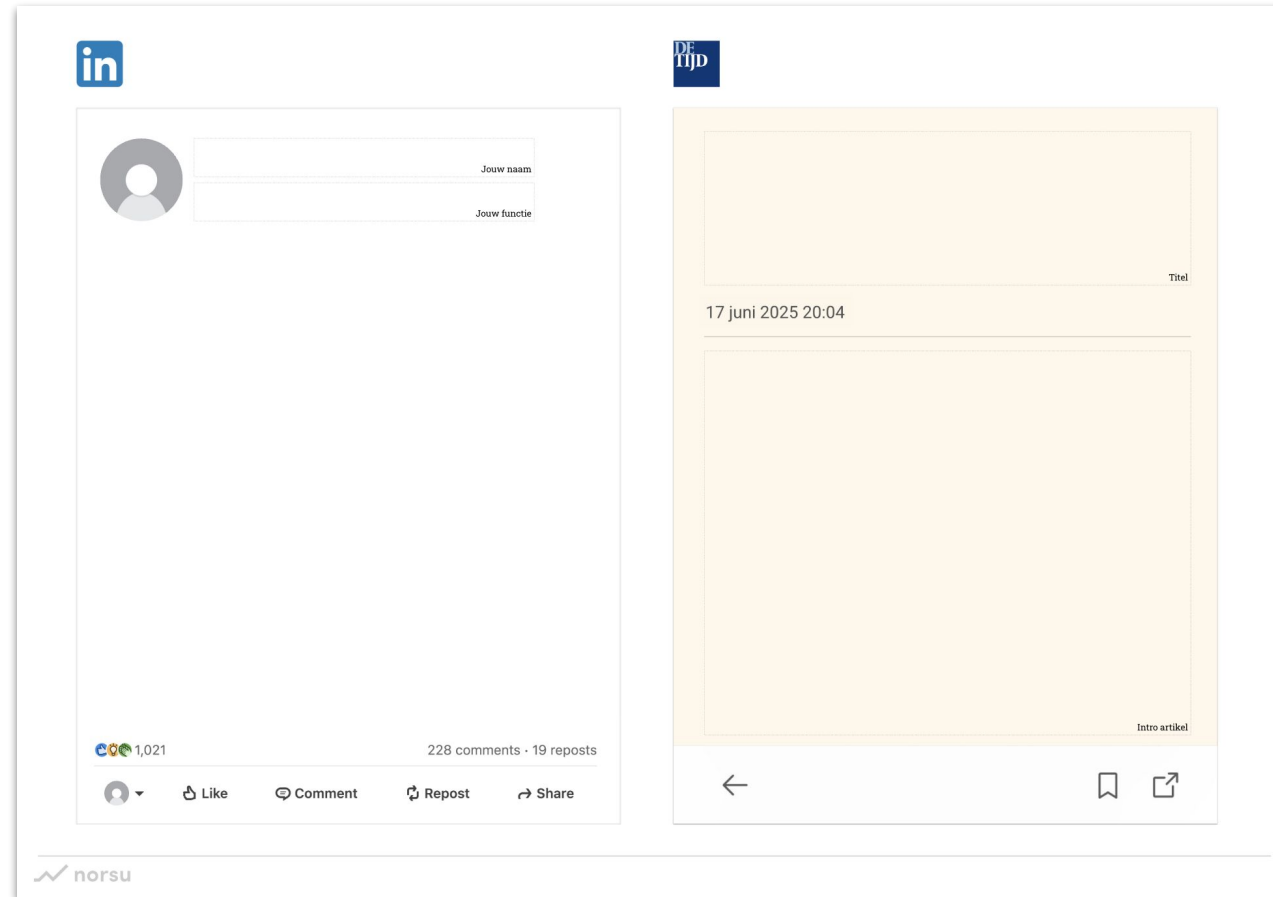 in
Jouw naam
Jouw functie
1,021
228 comments · 19 reposts
Like
Comment
Repost
Share
DE
TIJD
Titel
17 juni 2025 20:04
Intro artikel
norsu